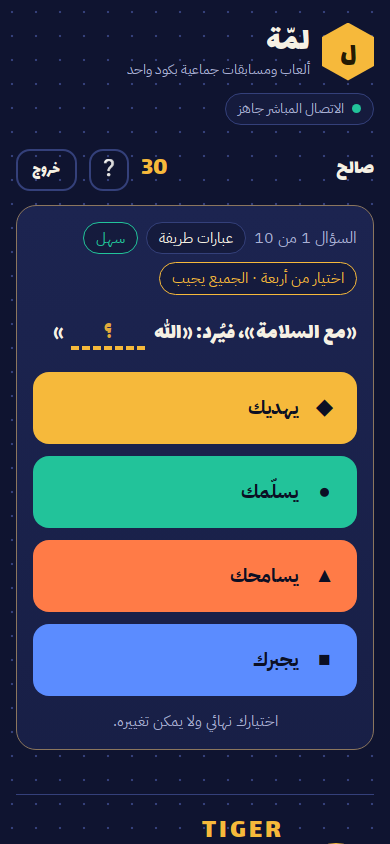 ل
لمّة
ألعاب ومسابقات جماعية بكود واحد
الاتصال المباشر جاهز
صالح
30
?
خروج
السؤال 1 من 10
عبارات طريفة
سهل
اختيار من أربعة · الجميع يجيب
«مع السلامة»، فيُرد: «الله ؟ »
يهديك
يسلّمك
يسامحك
يجبرك
اختيارك نهائي ولا يمكن تغييره.
TIGER